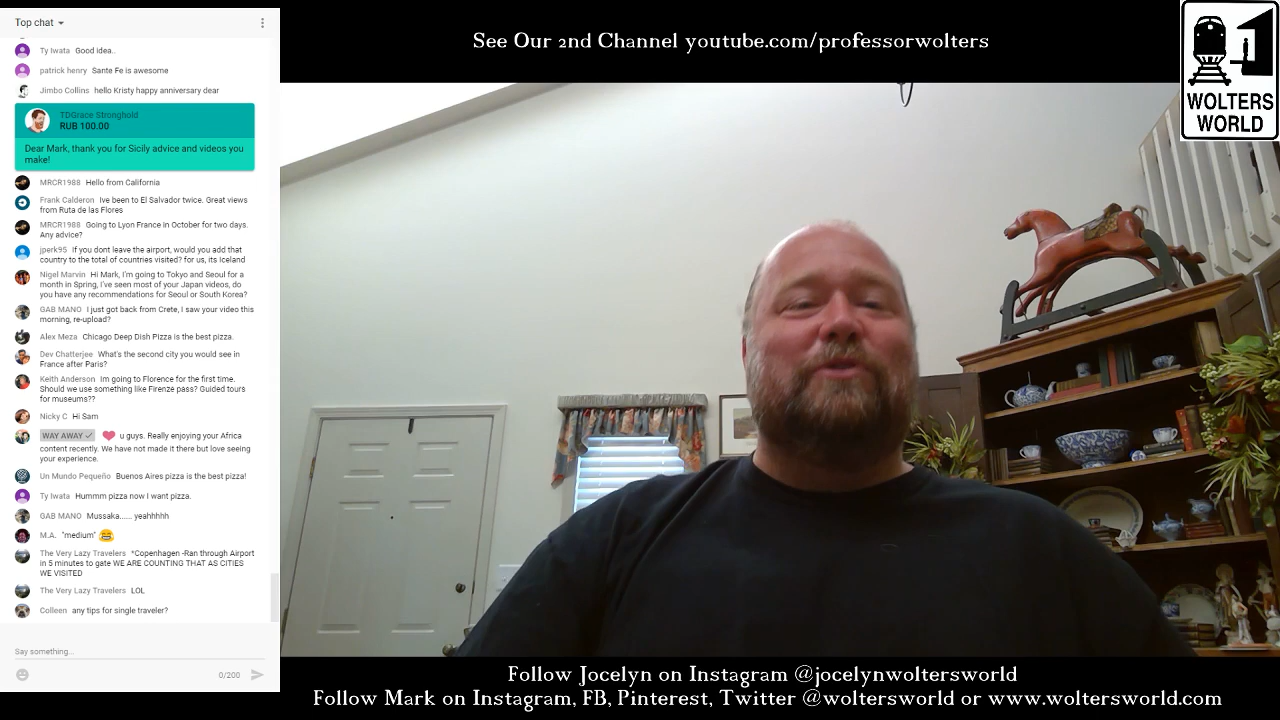 Top chat
Ty Iwata Good idea..
patrick henry Sante Fe is awesome
Jimbo Collins hello Kristy happy anniversary dear
TDGrace Stronghold
RUB 100.00
Dear Mark, thank you for Sicily advice and videos you
make!
MRCR1988 Hello from California
Frank Calderon Ive been to El Salvador twice. Great views
from Ruta de las Flores
MRCR1988 Going to Lyon France in October for two days.
Any advice?
jperk95 If you dont leave the airport, would you add that
country to the total of countries visited? for us, its Iceland
Nigel Marvin Hi Mark, I'm going to Tokyo and Seoul for a
month in Spring, I've seen most of your Japan videos, do
you have any recommendations for Seoul or South Korea?
GAB MANO I just got back from Crete, I saw your video this
morning, re-upload?
Alex Meza Chicago Deep Dish Pizza is the best pizza.
Dev Chatterjee What's the second city you would see in
France after Paris?
Keith Anderson Im going to Florence for the first time.
Should we use something like Firenze pass? Guided tours
for museums??
Nicky C Hi Sam
WAY AWAY ✓ ❤ u guys. Really enjoying your Africa
content recently. We have not made it there but love seeing
your experience.
Un Mundo Pequeño Buenos Aires pizza is the best pizza!
Ty Iwata Hummm pizza now I want pizza.
GAB MANO Mussaka...... yeahhhhh
M.A. "medium" 😂
The Very Lazy Travelers *Copenhagen -Ran through Airport
in 5 minutes to gate WE ARE COUNTING THAT AS CITIES
WE VISITED
The Very Lazy Travelers LOL
Colleen any tips for single traveler?
Say something...
0/200
See Our 2nd Channel youtube.com/professorwolters
WOLTERS
WORLD
Follow Jocelyn on Instagram @jocelynwoltersworld
Follow Mark on Instagram, FB, Pinterest, Twitter @woltersworld or www.woltersworld.com